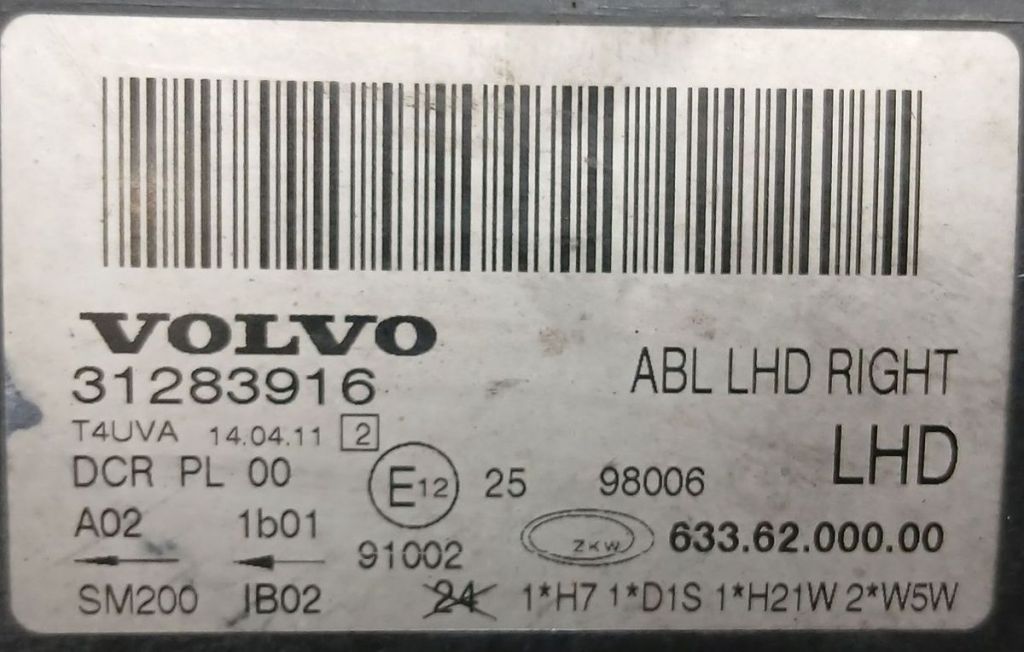 VOLVO
31283916
ABL LHD RIGHT
T4UVA 14.04.11 2
LHD
DCR PL 00
E12 25 98006
A02 1b01
ZKW 633.62.000.00
91002
SM200 IB02
24 1*H7 1*D1S 1*H21W 2*W5W